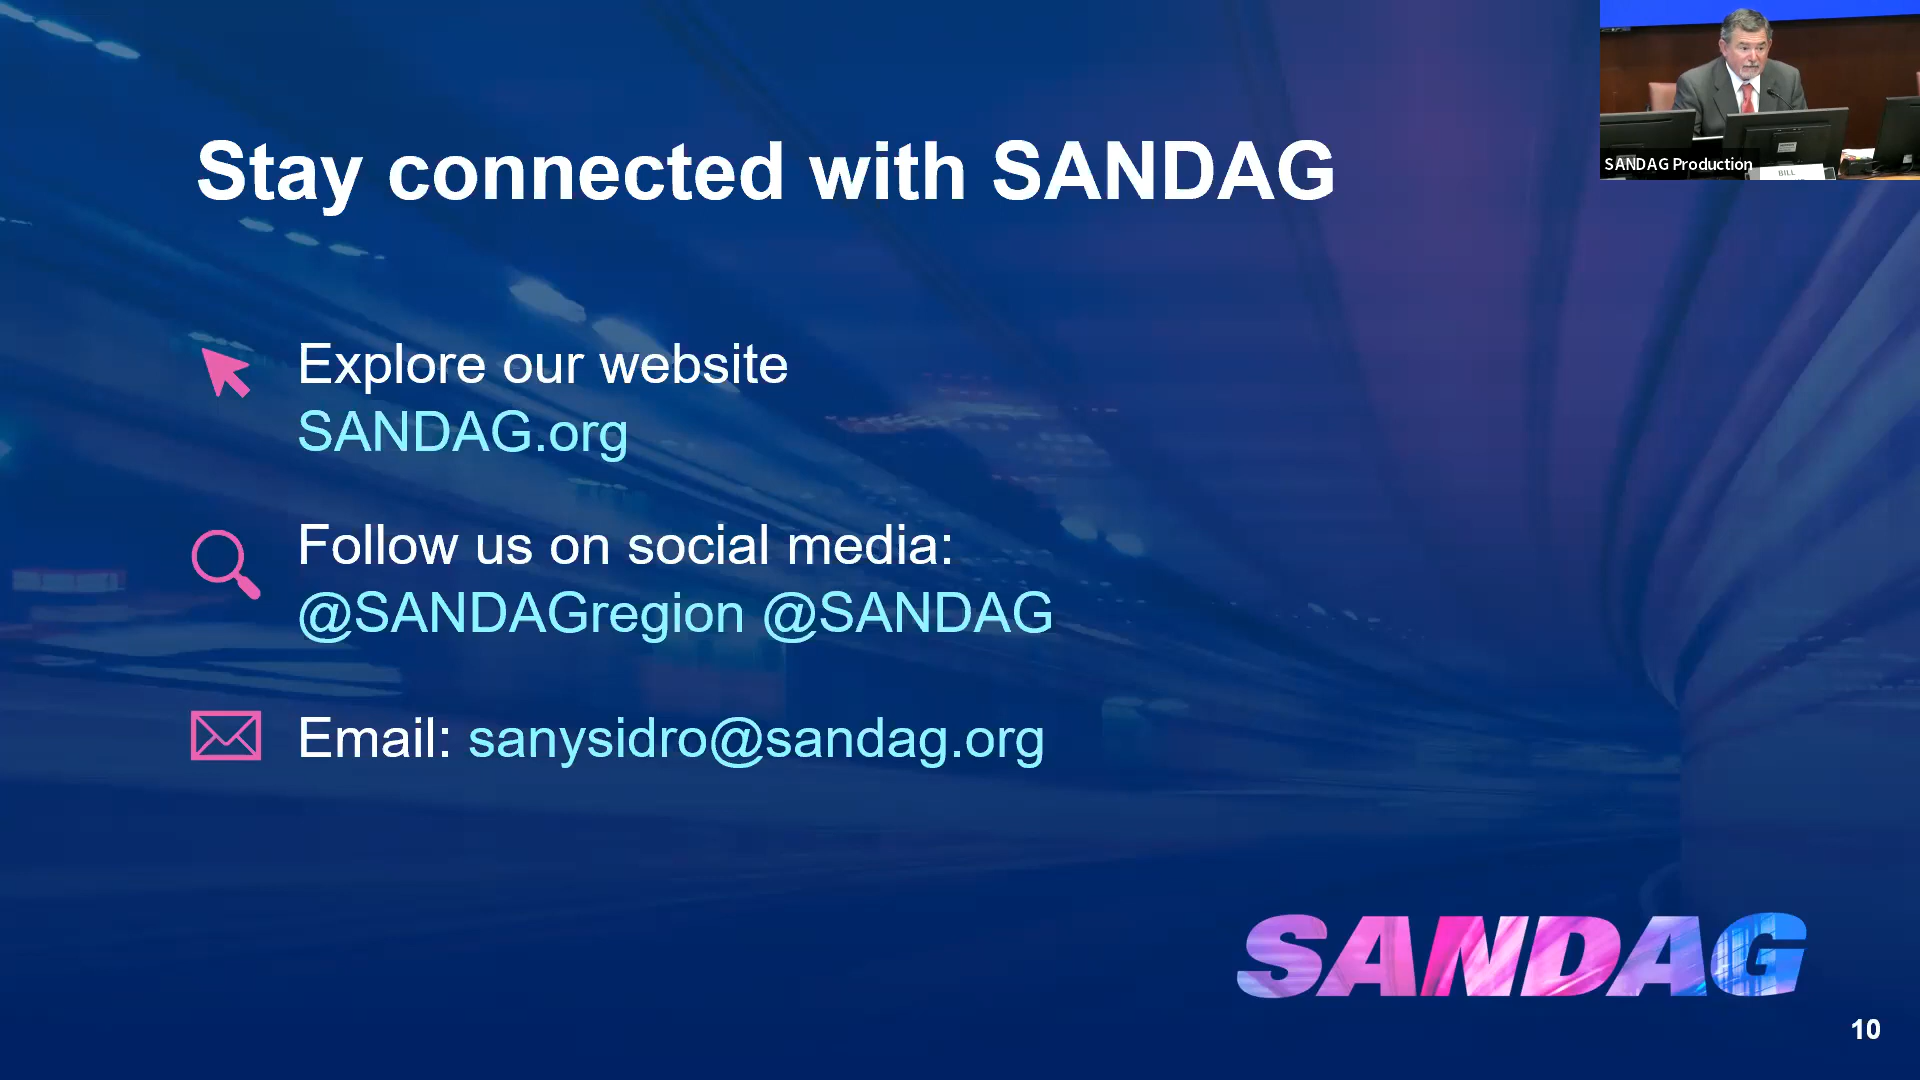 Stay connected with SANDAG
SANDAG Production
BILL
Explore our website
SANDAG.org
Follow us on social media:
@SANDAGregion @SANDAG
Email: sanysidro@sandag.org
SANDAG
10